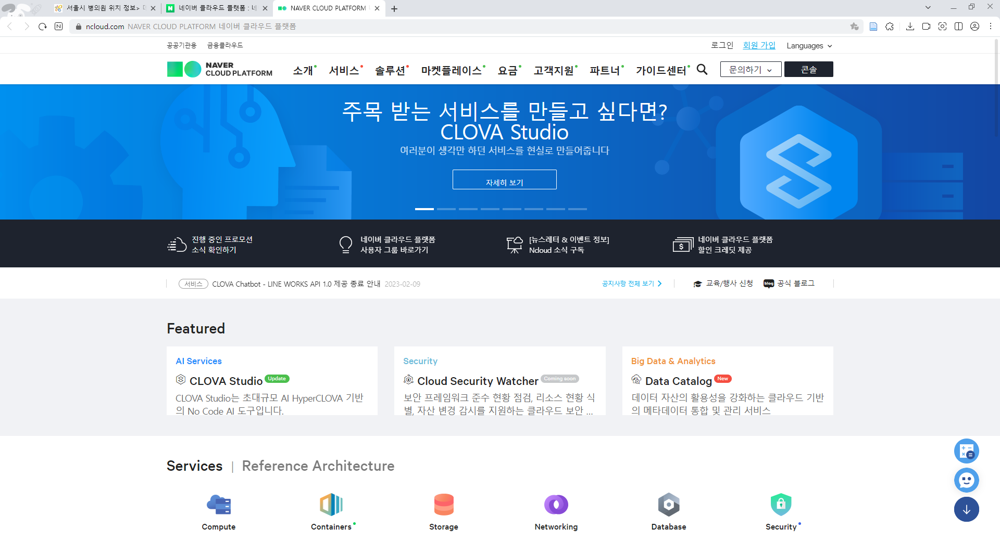 서울시 병의원 위치 정보>
네이버 클라우드 플랫폼 : 네
NAVER CLOUD PLATFORM
ncloud.com NAVER CLOUD PLATFORM 네이버 클라우드 플랫폼
공공기관용 금융클라우드
로그인 회원 가입 Languages
NAVER
CLOUD PLATFORM
소개 서비스 솔루션 마켓플레이스 요금 고객지원 파트너 가이드센터
문의하기 콘솔
주목 받는 서비스를 만들고 싶다면?
CLOVA Studio
여러분이 생각만 하던 서비스를 현실로 만들어줍니다
자세히 보기
진행 중인 프로모션
소식 확인하기
네이버 클라우드 플랫폼
사용자 그룹 바로가기
[뉴스레터 & 이벤트 정보]
Ncloud 소식 구독
네이버 클라우드 플랫폼
할인 크레딧 제공
서비스 CLOVA Chatbot - LINE WORKS API 1.0 제공 종료 안내 2023-02-09
공지사항 전체 보기
교육/행사 신청
blog 공식 블로그
Featured
AI Services
CLOVA Studio Update
CLOVA Studio는 초대규모 AI HyperCLOVA 기반
의 No Code AI 도구입니다.
Security
Cloud Security Watcher Coming soon
보안 프레임워크 준수 현황 점검, 리소스 현황 식
별, 자산 변경 감시를 지원하는 클라우드 보안 ...
Big Data & Analytics
Data Catalog New
데이터 자산의 활용성을 강화하는 클라우드 기반
의 메타데이터 통합 및 관리 서비스
Services | Reference Architecture
Compute
Containers
Storage
Networking
Database
Security